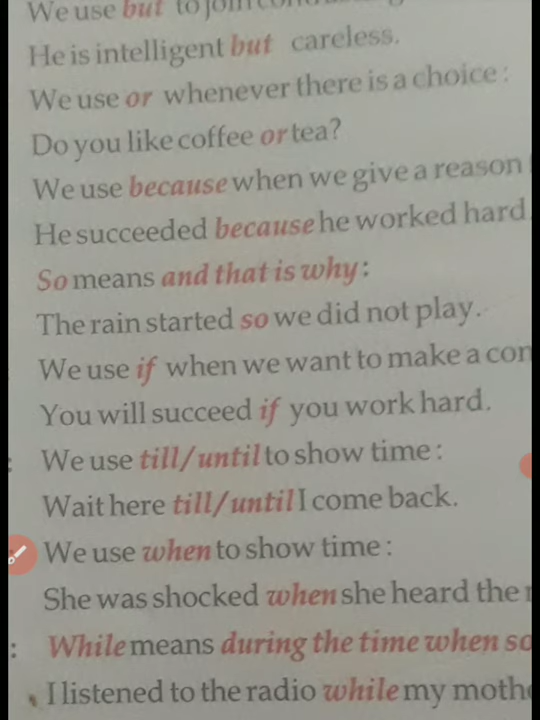 We use but to join
He is intelligent but careless.
We use or whenever there is a choice :
Do you like coffee or tea?
We use because when we give a reason
He succeeded because he worked hard
So means and that is why :
The rain started so we did not play.
We use if when we want to make a con
You will succeed if you work hard.
: We use till/until to show time :
Wait here till/until I come back.
We use when to show time :
She was shocked when she heard the
: While means during the time when so
I listened to the radio while my moth